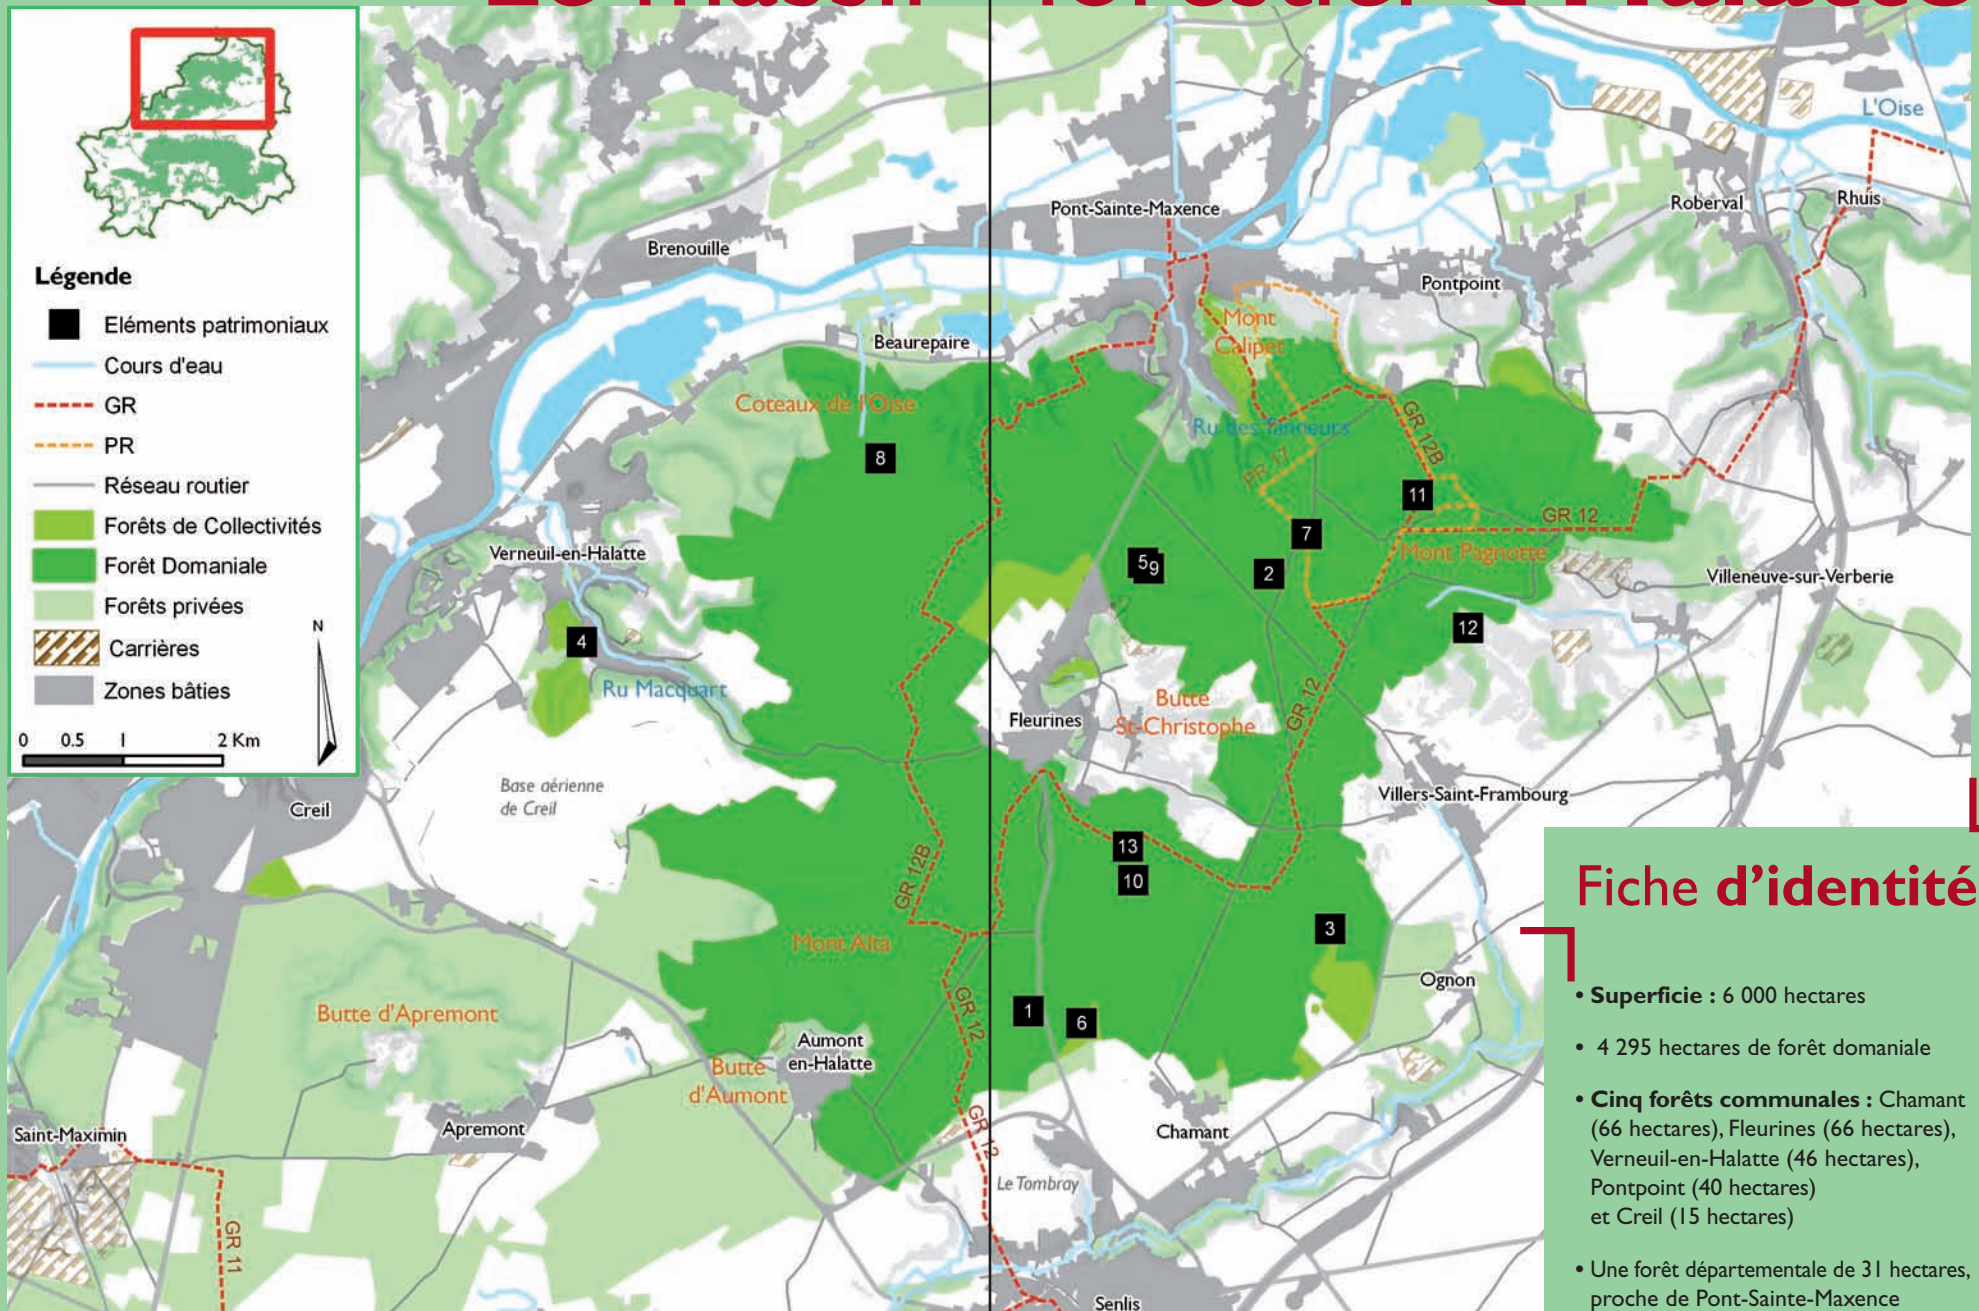 Le massif forestier d'Halatte
Légende
Eléments patrimoniaux
Cours d'eau
GR
PR
Réseau routier
Forêts de Collectivités
Forêt Domaniale
Forêts privées
Carrières
Zones bâties
N
0 0.5 1 2 Km
L'Oise
Roberval
Rhuis
Pont-Sainte-Maxence
Brenouille
Pontpoint
Mont
Calipet
Beaurepaire
Coteaux de l'Oise
Ru des Tanneurs
GR 12B
PR 17
8
11
GR 12
7
Mont Pagnotte
Verneuil-en-Halatte
5
9
2
Villeneuve-sur-Verberie
12
4
Ru Macquart
Butte
St-Christophe
GR 12
Fleurines
Base aérienne
de Creil
Creil
Villers-Saint-Frambourg
13
10
GR 12B
3
Mont Alta
Ognon
GR 12
Butte d'Apremont
1
6
Aumont
en-Halatte
Butte
d'Aumont
Saint-Maximin
Apremont
GR 12
Chamant
Le Tombray
GR 11
Senlis
Fiche d'identité
• Superficie : 6 000 hectares
• 4 295 hectares de forêt domaniale
• Cinq forêts communales : Chamant
(66 hectares), Fleurines (66 hectares),
Verneuil-en-Halatte (46 hectares),
Pontpoint (40 hectares)
et Creil (15 hectares)
• Une forêt départementale de 31 hectares,
proche de Pont-Sainte-Maxence